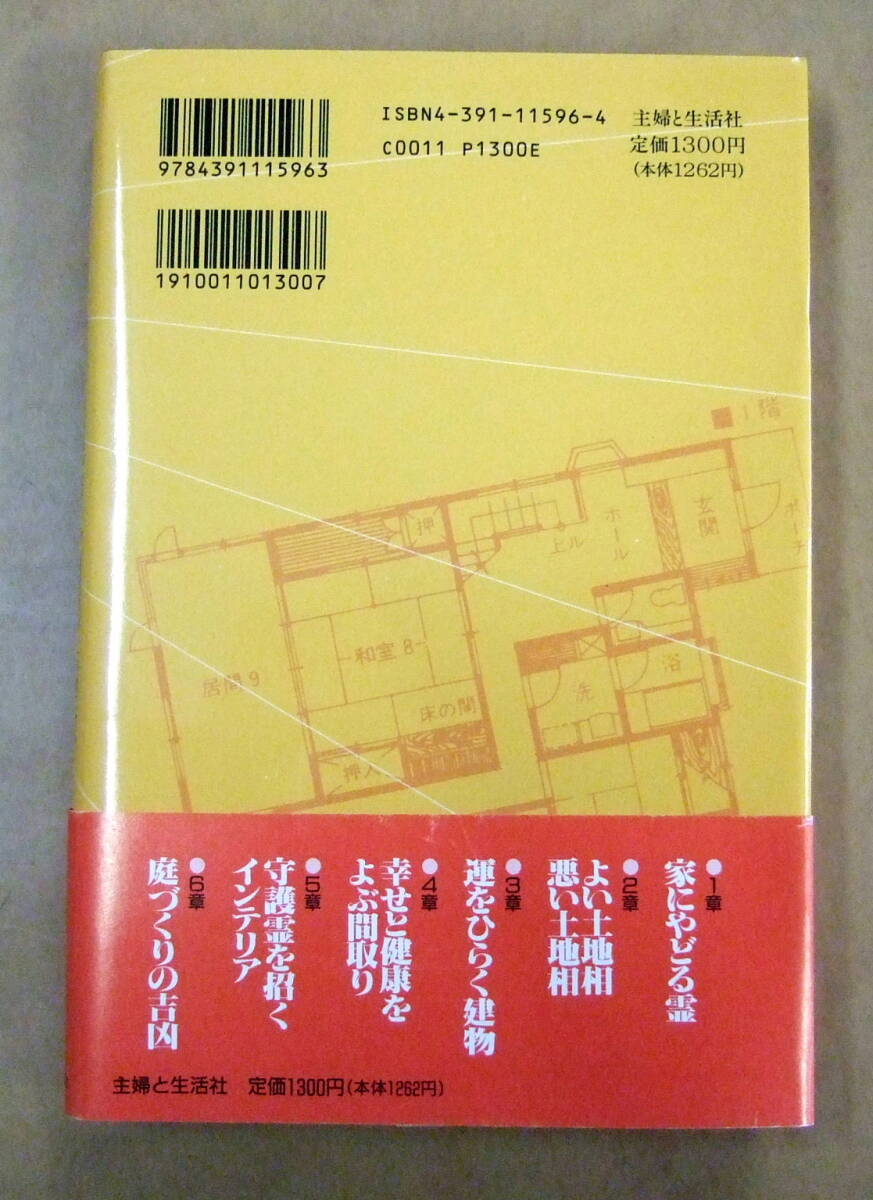 ISBN4-391-11596-4
C0011 P1300E
主婦と生活社
定価1300円
(本体1262円)
9784391115963
1910011013007
1階
押
上ル
ホール
玄関
ポーチ
和室8
居間9
床の間
押入
洗
浴
●1章
家にやどる霊
●2章
よい土地相
悪い土地相
●3章
運をひらく建物
●4章
幸せと健康を
よぶ間取り
●5章
守護霊を招く
インテリア
●6章
庭づくりの吉凶
主婦と生活社 定価1300円(本体1262円)